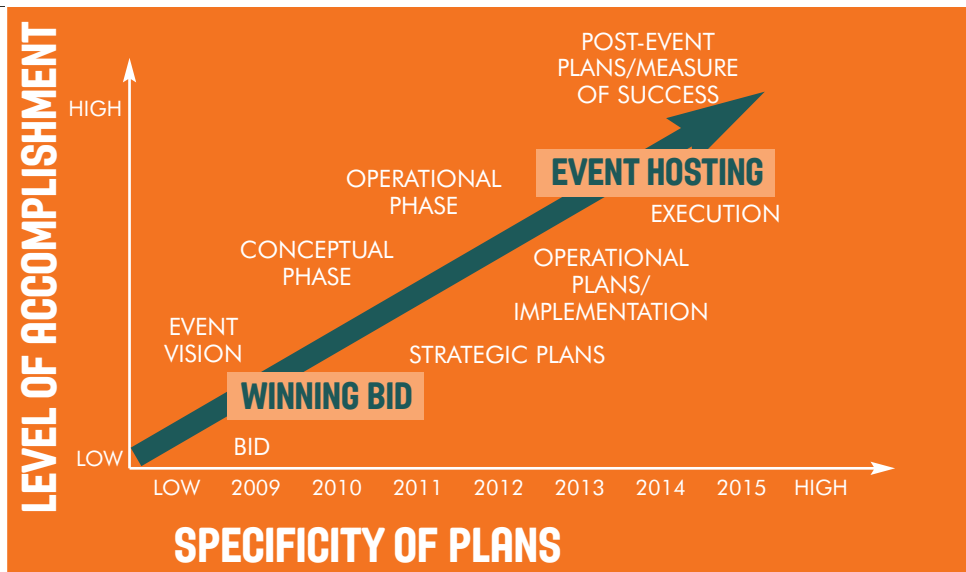 LEVEL OF ACCOMPLISHMENT
HIGH
POST-EVENT
PLANS/MEASURE
OF SUCCESS
EVENT HOSTING
OPERATIONAL
PHASE
EXECUTION
CONCEPTUAL
PHASE
OPERATIONAL
PLANS/
IMPLEMENTATION
EVENT
VISION
STRATEGIC PLANS
WINNING BID
BID
LOW
LOW 2009 2010 2011 2012 2013 2014 2015 HIGH
SPECIFICITY OF PLANS